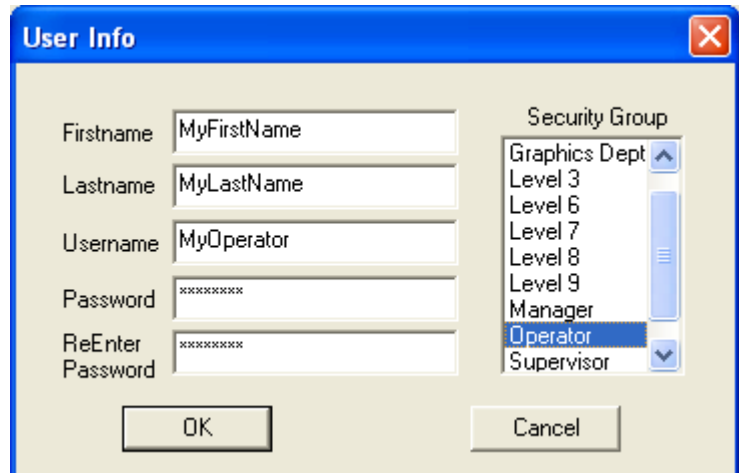 User Info
Firstname MyFirstName
Lastname MyLastName
Username MyOperator
Password ********
ReEnter
Password ********
Security Group
Graphics Dept
Level 3
Level 6
Level 7
Level 8
Level 9
Manager
Operator
Supervisor
OK
Cancel